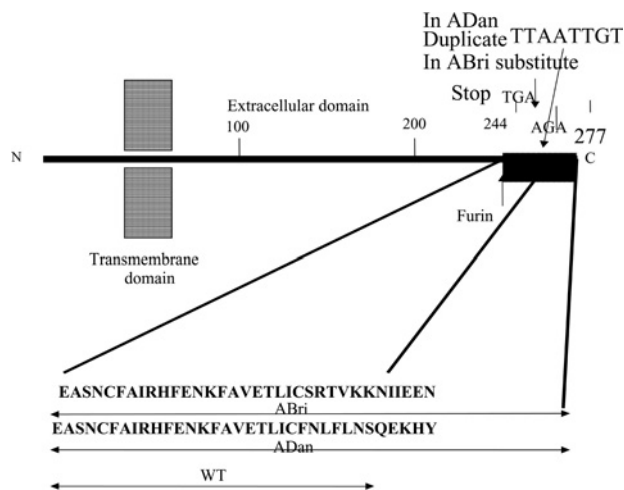 In ADan
Duplicate TTAATTGT
In ABri substitute
Stop TGA
AGA
Extracellular domain
100
200
244
277
N
C
Furin
Transmembrane
domain
EASNCFAIRHFENKFAVETLICSRTVKKNIIEEN
ABri
EASNCFAIRHFENKFAVETLICFNLFLNSQEKHY
ADan
WT